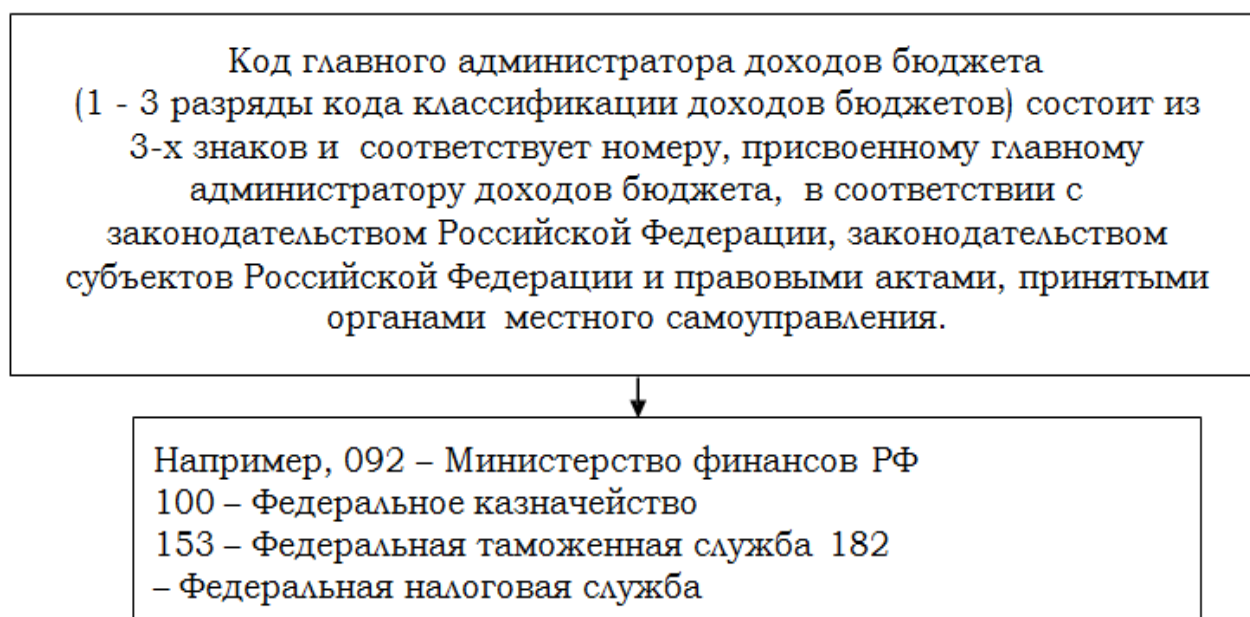 Код главного администратора доходов бюджета
(1 - 3 разряды кода классификации доходов бюджетов) состоит из
3-х знаков и соответствует номеру, присвоенному главному
администратору доходов бюджета, в соответствии с
законодательством Российской Федерации, законодательством
субъектов Российской Федерации и правовыми актами, принятыми
органами местного самоуправления.
Например, 092 – Министерство финансов РФ
100 – Федеральное казначейство
153 – Федеральная таможенная служба 182
– Федеральная налоговая служба